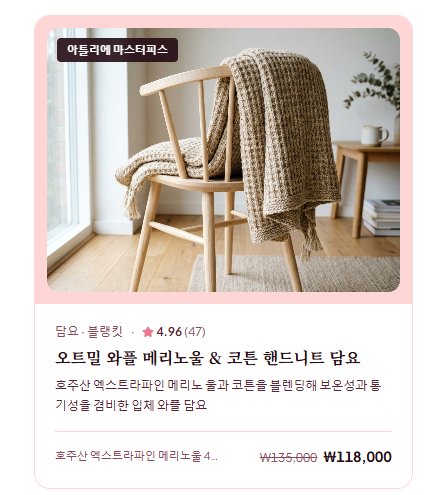 아틀리에 마스터피스
담요 · 블랭킷 · ★ 4.96 (47)
오트밀 와플 메리노울 & 코튼 핸드니트 담요
호주산 엑스트라파인 메리노 울과 코튼을 블렌딩해 보온성과 통
기성을 겸비한 입체 와플 담요
호주산 엑스트라파인 메리노울 4... ₩135,000 ₩118,000